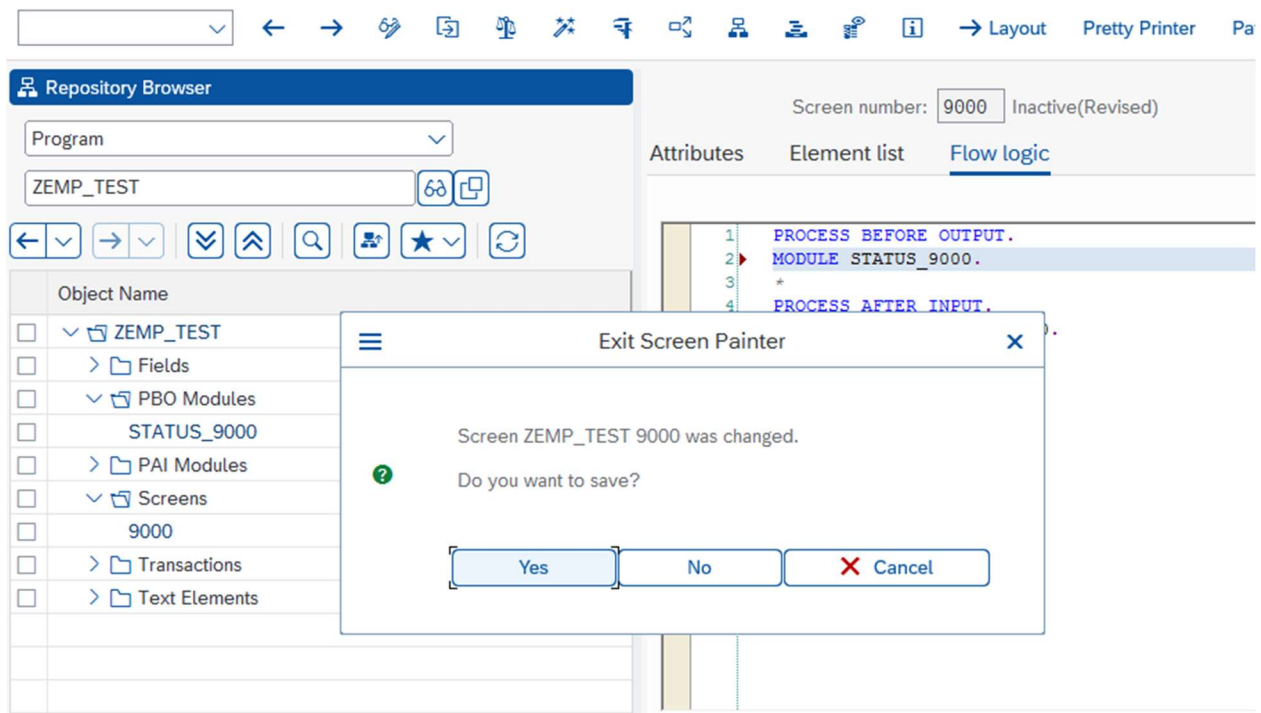 Layout Pretty Printer
Repository Browser
Program
ZEMP_TEST
Object Name
ZEMP_TEST
Fields
PBO Modules
STATUS_9000
PAI Modules
Screens
9000
Transactions
Text Elements
Screen number: 9000 Inactive(Revised)
Attributes Element list Flow logic
1 PROCESS BEFORE OUTPUT.
2 MODULE STATUS_9000.
3 *
4 PROCESS AFTER INPUT.
Exit Screen Painter
Screen ZEMP_TEST 9000 was changed.
Do you want to save?
Yes No Cancel